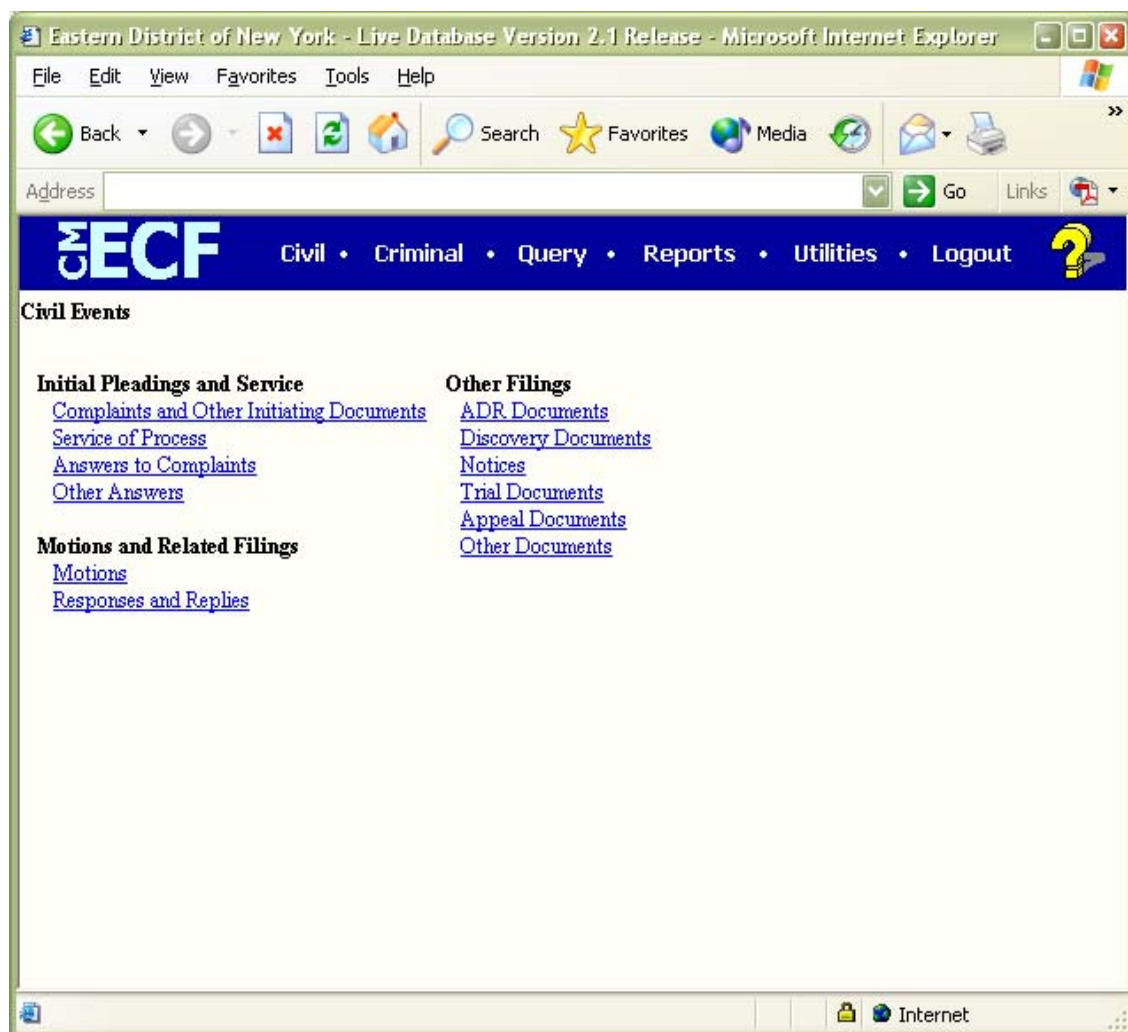 Eastern District of New York - Live Database Version 2.1 Release - Microsoft Internet Explorer
File Edit View Favorites Tools Help
Back Search Favorites Media »
Address Go Links
CM ECF Civil • Criminal • Query • Reports • Utilities • Logout ?
Civil Events
Initial Pleadings and Service
Complaints and Other Initiating Documents
Service of Process
Answers to Complaints
Other Answers
Motions and Related Filings
Motions
Responses and Replies
Other Filings
ADR Documents
Discovery Documents
Notices
Trial Documents
Appeal Documents
Other Documents
Internet